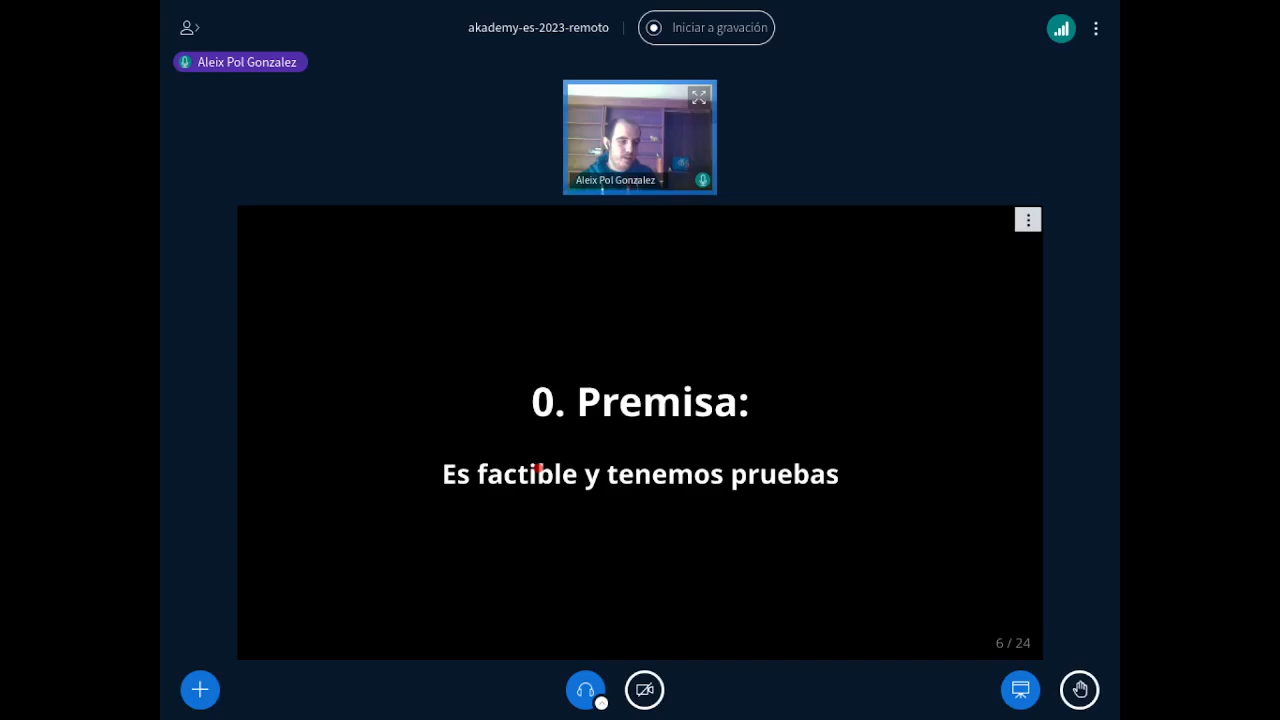 akademy-es-2023-remoto
Iniciar a gravación
Aleix Pol Gonzalez
Aleix Pol Gonzalez
0. Premisa:
Es factible y tenemos pruebas
6 / 24